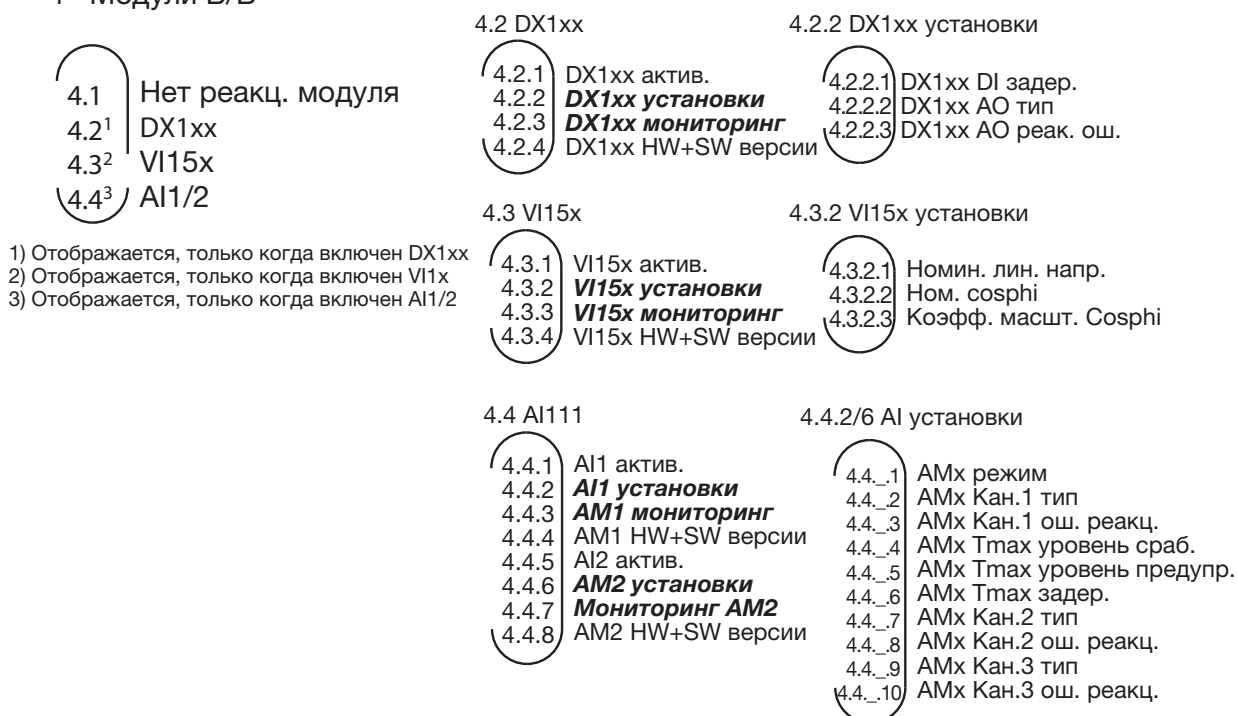 4.1 Нет реакц. модуля
4.2¹ DX1xx
4.3² VI15x
4.4³ AI1/2
1) Отображается, только когда включен DX1xx
2) Отображается, только когда включен VI1x
3) Отображается, только когда включен AI1/2
4.2 DX1xx
4.2.1 DX1xx актив.
4.2.2 DX1xx установки
4.2.3 DX1xx мониторинг
4.2.4 DX1xx HW+SW версии
4.2.2 DX1xx установки
4.2.2.1 DX1xx DI задер.
4.2.2.2 DX1xx AO тип
4.2.2.3 DX1xx AO реак. ош.
4.3 VI15x
4.3.1 VI15x актив.
4.3.2 VI15x установки
4.3.3 VI15x мониторинг
4.3.4 VI15x HW+SW версии
4.3.2 VI15x установки
4.3.2.1 Номин. лин. напр.
4.3.2.2 Ном. cosphi
4.3.2.3 Коэфф. масшт. Cosphi
4.4 AI111
4.4.1 AI1 актив.
4.4.2 AI1 установки
4.4.3 AM1 мониторинг
4.4.4 AM1 HW+SW версии
4.4.5 AI2 актив.
4.4.6 AM2 установки
4.4.7 Мониторинг AM2
4.4.8 AM2 HW+SW версии
4.4.2/6 AI установки
4.4._.1 AMx режим
4.4._.2 AMx Кан.1 тип
4.4._.3 AMx Кан.1 ош. реакц.
4.4._.4 AMx Tmax уровень сраб.
4.4._.5 AMx Tmax уровень предупр.
4.4._.6 AMx Tmax задер.
4.4._.7 AMx Кан.2 тип
4.4._.8 AMx Кан.2 ош. реакц.
4.4._.9 AMx Кан.3 тип
4.4._.10 AMx Кан.3 ош. реакц.